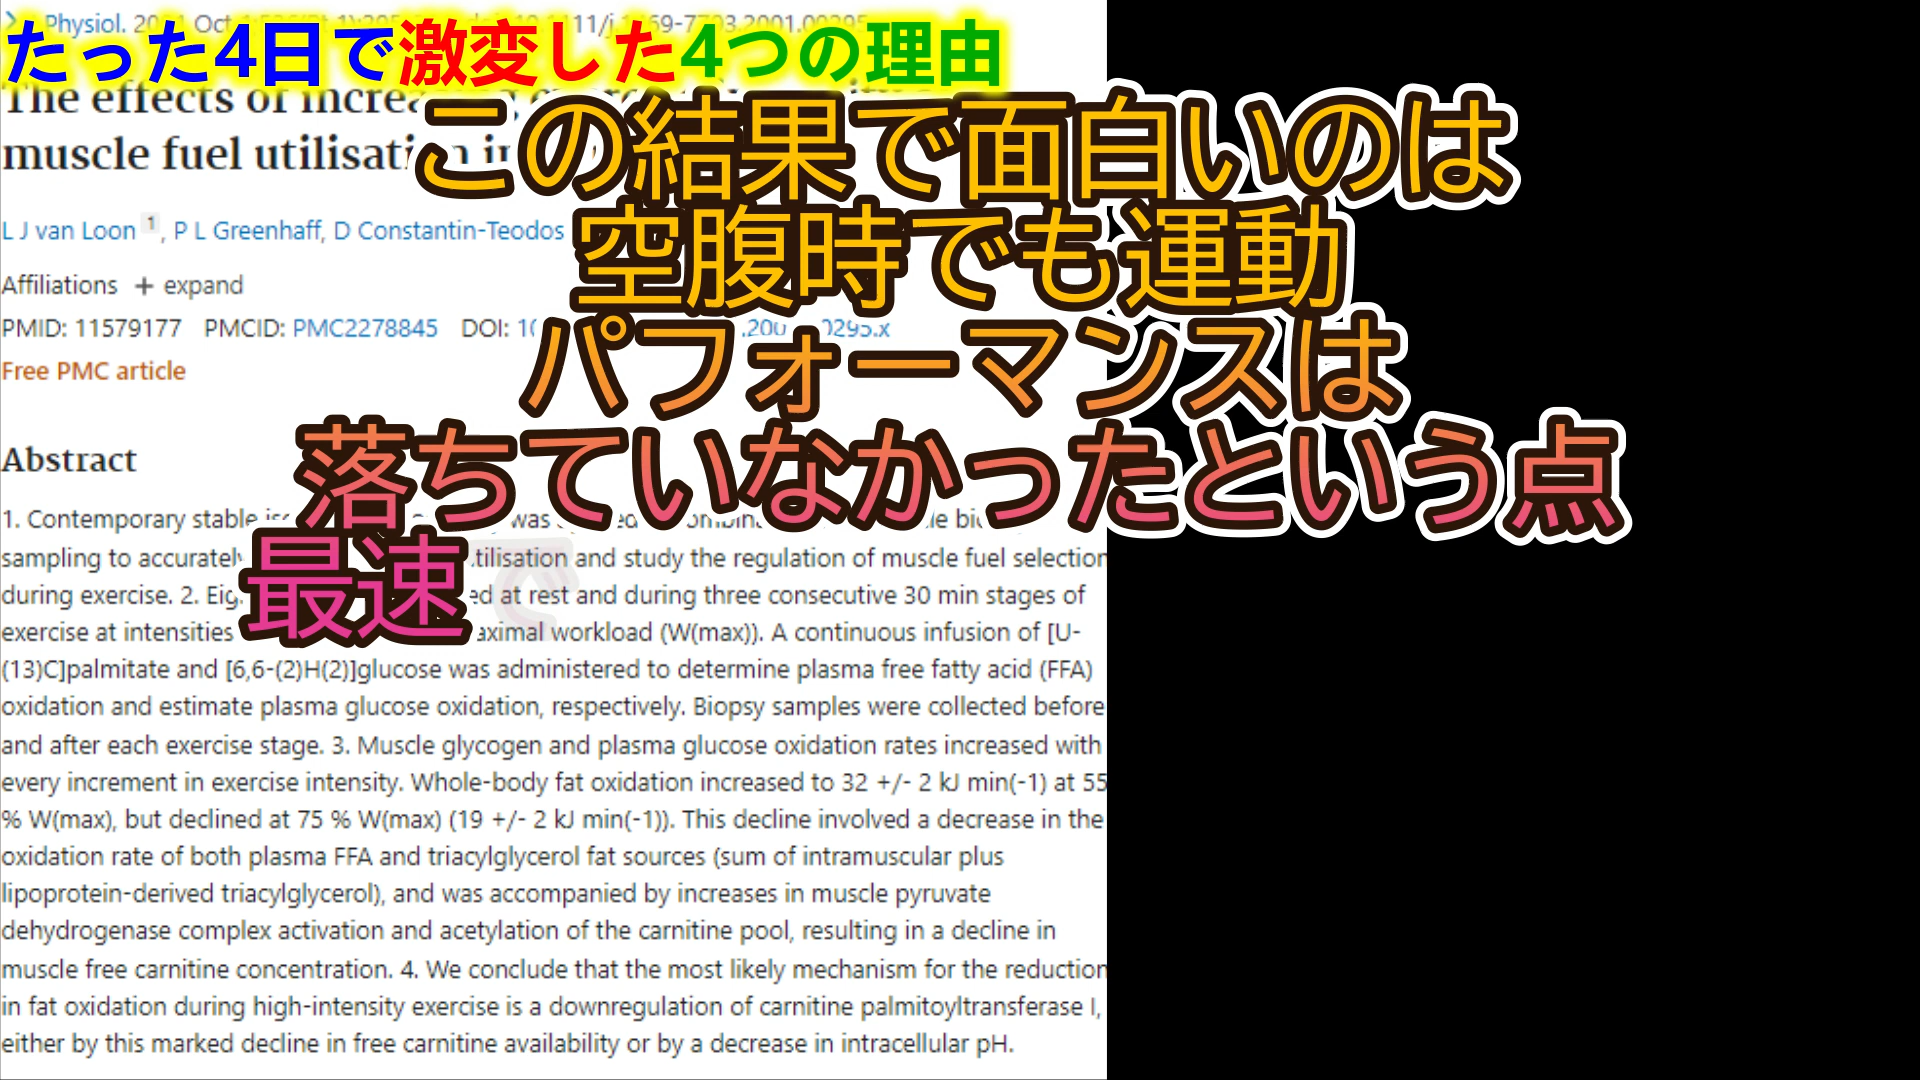 たった4日で激変した4つの理由
Physiol.
The effects of
muscle fuel
この結果で面白いのは
空腹時でも運動
パフォーマンスは
落ちていなかったという点
最速で
L J van Loon 1, P L Greenhaff, D Constantin-Teodos
Affiliations + expand
PMID: 11579177 PMCID: PMC2278845 DOI:
Free PMC article
Abstract
1. Contemporary stable was
sampling to and study the regulation of muscle fuel selection
during exercise. 2. at rest and during three consecutive 30 min stages of
exercise at intensities workload (W(max)). A continuous infusion of [U-
(13)C]palmitate and [6,6-(2)H(2)]glucose was administered to determine plasma free fatty acid (FFA)
oxidation and estimate plasma glucose oxidation, respectively. Biopsy samples were collected before
and after each exercise stage. 3. Muscle glycogen and plasma glucose oxidation rates increased with
every increment in exercise intensity. Whole-body fat oxidation increased to 32 +/- 2 kJ min(-1) at 55
% W(max), but declined at 75 % W(max) (19 +/- 2 kJ min(-1)). This decline involved a decrease in the
oxidation rate of both plasma FFA and triacylglycerol fat sources (sum of intramuscular plus
lipoprotein-derived triacylglycerol), and was accompanied by increases in muscle pyruvate
dehydrogenase complex activation and acetylation of the carnitine pool, resulting in a decline in
muscle free carnitine concentration. 4. We conclude that the most likely mechanism for the reduction
in fat oxidation during high-intensity exercise is a downregulation of carnitine palmitoyltransferase I,
either by this marked decline in free carnitine availability or by a decrease in intracellular pH.